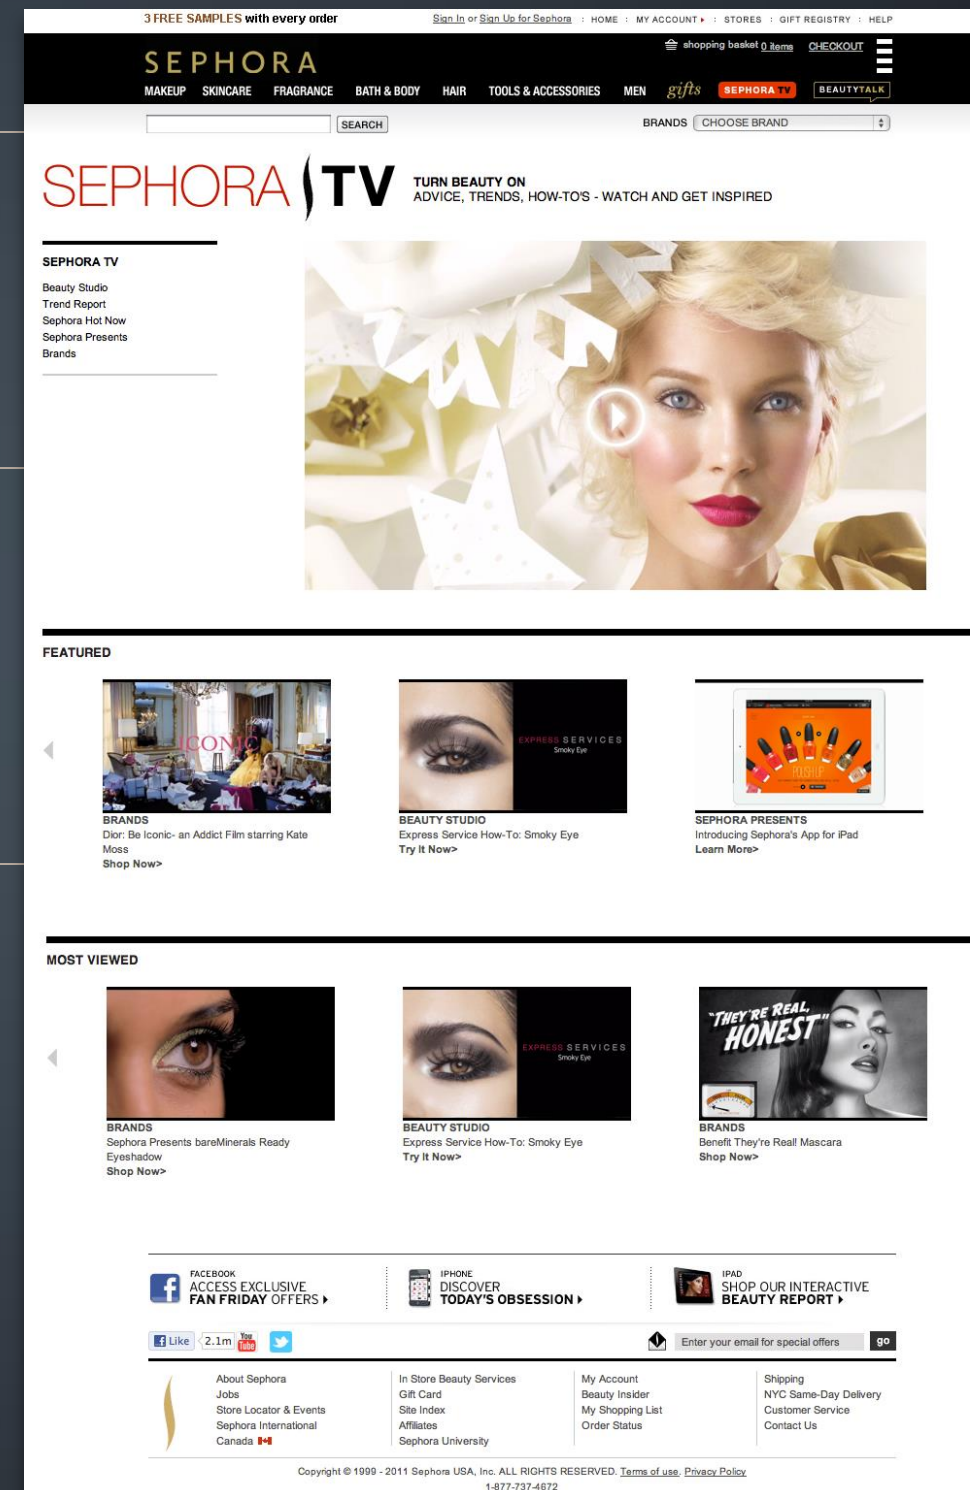 3 FREE SAMPLES with every order
Sign In or Sign Up for Sephora : HOME : MY ACCOUNT : STORES : GIFT REGISTRY : HELP
SEPHORA
shopping basket 0 items CHECKOUT
MAKEUP SKINCARE FRAGRANCE BATH & BODY HAIR TOOLS & ACCESSORIES MEN gifts SEPHORA TV BEAUTYTALK
SEARCH
BRANDS CHOOSE BRAND
SEPHORA TV
TURN BEAUTY ON
ADVICE, TRENDS, HOW-TO'S - WATCH AND GET INSPIRED
SEPHORA TV
Beauty Studio
Trend Report
Sephora Hot Now
Sephora Presents
Brands
FEATURED
ICONIC
EXPRESS SERVICES
Smoky Eye
POLISH UP
BRANDS
Dior: Be Iconic- an Addict Film starring Kate
Moss
Shop Now>
BEAUTY STUDIO
Express Service How-To: Smoky Eye
Try It Now>
SEPHORA PRESENTS
Introducing Sephora's App for iPad
Learn More>
MOST VIEWED
EXPRESS SERVICES
Smoky Eye
"THEY'RE REAL,
HONEST"
BRANDS
Sephora Presents bareMinerals Ready
Eyeshadow
Shop Now>
BEAUTY STUDIO
Express Service How-To: Smoky Eye
Try It Now>
BRANDS
Benefit They're Real! Mascara
Shop Now>
FACEBOOK
ACCESS EXCLUSIVE
FAN FRIDAY OFFERS
IPHONE
DISCOVER
TODAY'S OBSESSION
IPAD
SHOP OUR INTERACTIVE
BEAUTY REPORT
f Like 2.1m You Tube
Enter your email for special offers go
About Sephora
Jobs
Store Locator & Events
Sephora International
Canada
In Store Beauty Services
Gift Card
Site Index
Affiliates
Sephora University
My Account
Beauty Insider
My Shopping List
Order Status
Shipping
NYC Same-Day Delivery
Customer Service
Contact Us
Copyright © 1999 - 2011 Sephora USA, Inc. ALL RIGHTS RESERVED. Terms of use. Privacy Policy
1-877-737-4672